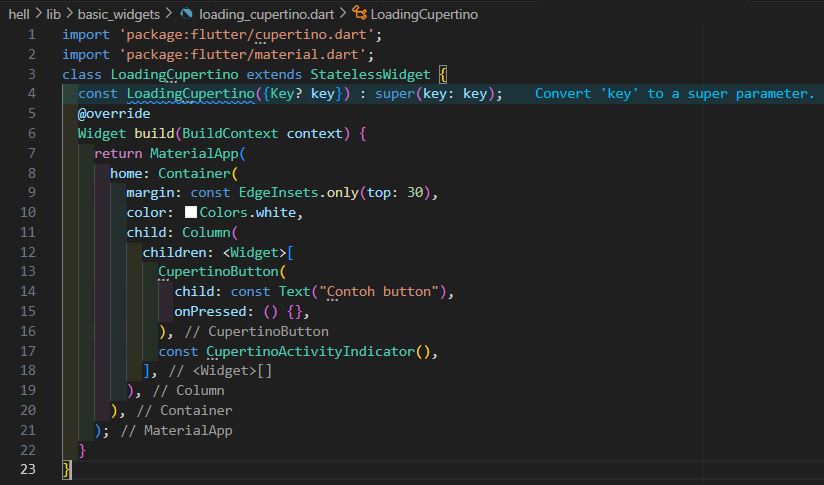 hell > lib > basic_widgets > loading_cupertino.dart > LoadingCupertino
1 import 'package:flutter/cupertino.dart';
2 import 'package:flutter/material.dart';
3 class LoadingCupertino extends StatelessWidget {
4 const LoadingCupertino({Key? key}) : super(key: key); Convert 'key' to a super parameter.
5 @override
6 Widget build(BuildContext context) {
7 return MaterialApp(
8 home: Container(
9 margin: const EdgeInsets.only(top: 30),
10 color: Colors.white,
11 child: Column(
12 children: <Widget>[
13 CupertinoButton(
14 child: const Text("Contoh button"),
15 onPressed: () {},
16 ), // CupertinoButton
17 const CupertinoActivityIndicator(),
18 ], // <Widget>[]
19 ), // Column
20 ), // Container
21 ); // MaterialApp
22 }
23 }